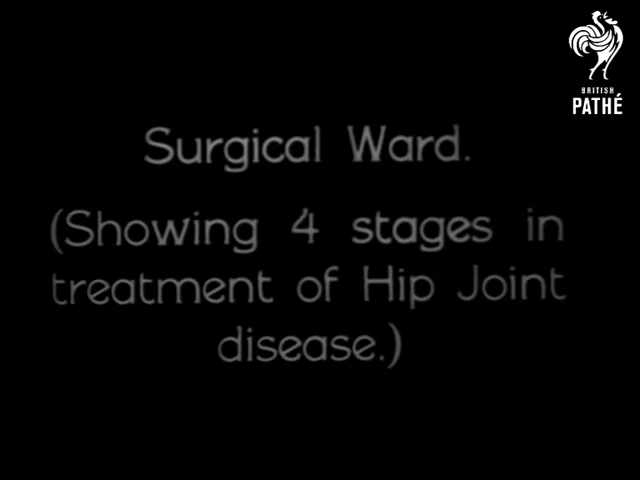 BRITISH
PATHÉ
Surgical Ward.
(Showing 4 stages in
treatment of Hip Joint
disease.)